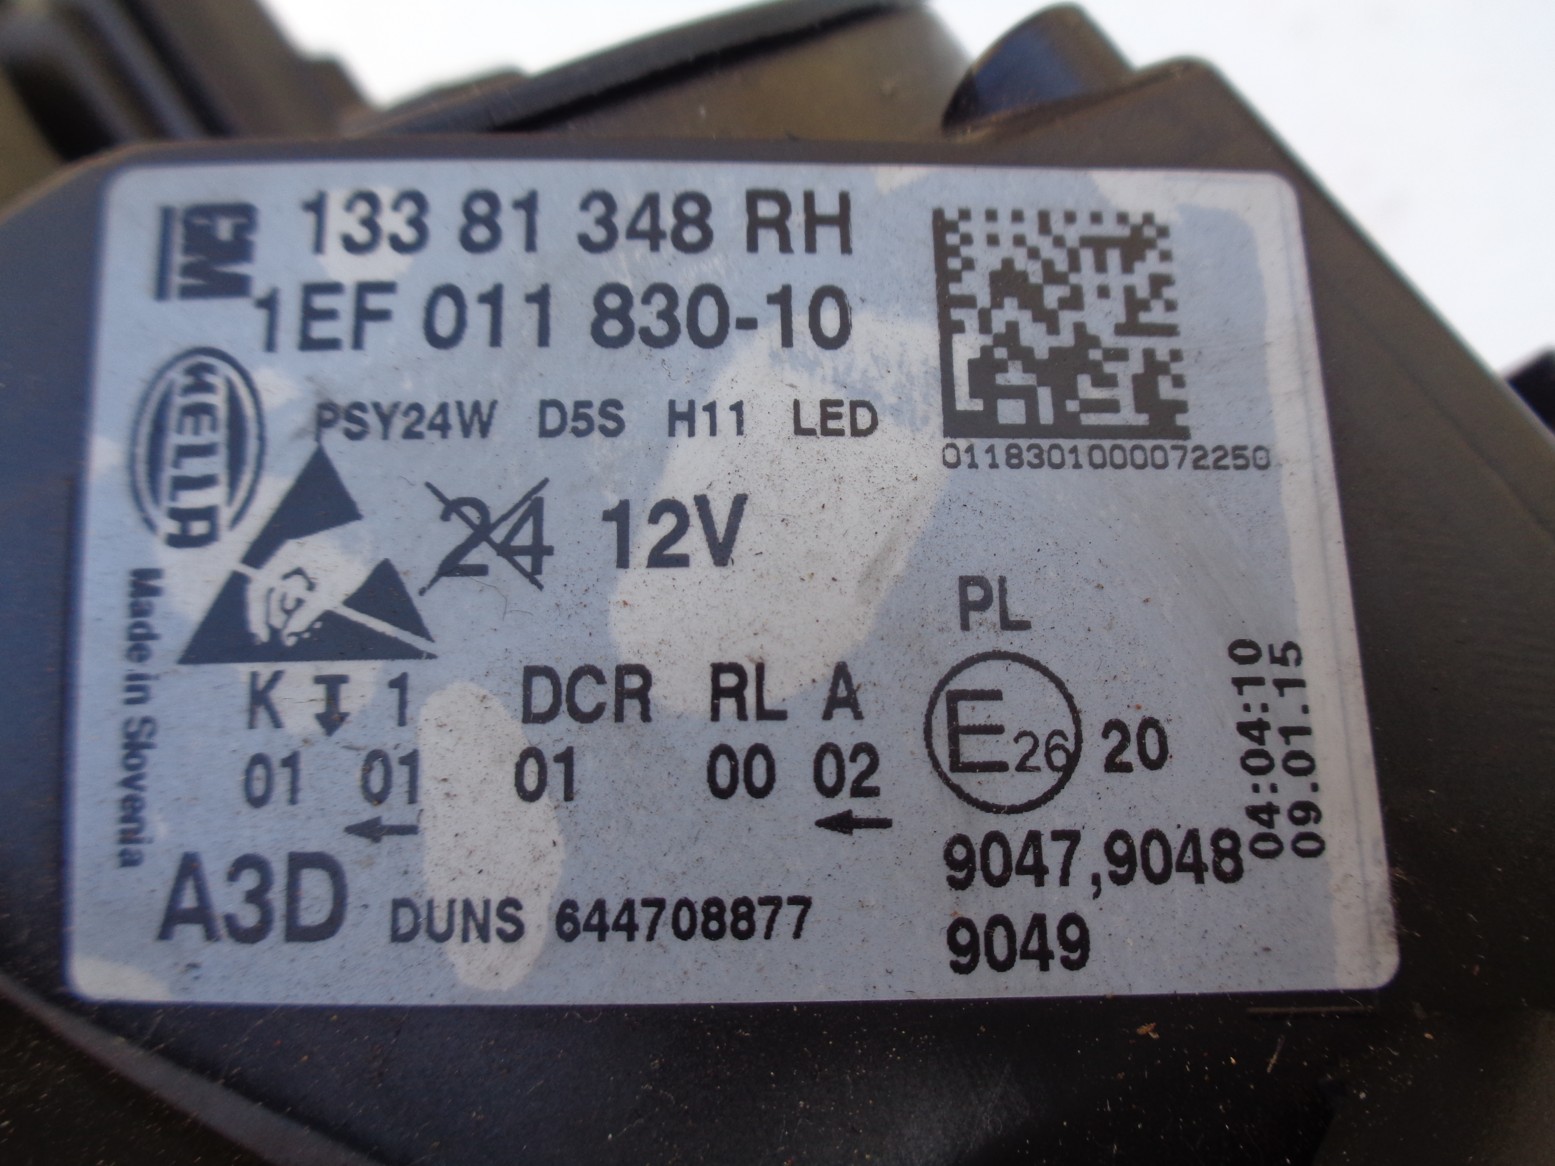 GM
133 81 348 RH
1EF 011 830-10
HELLA
PSY24W D5S H11 LED
0118301000072250
24 12V
Made in Slovenia
PL
K I 1 DCR RL A
01 01 01 00 02
E26 20
04:04:10
09.01.15
← ←
A3D DUNS 644708877
9047,9048
9049